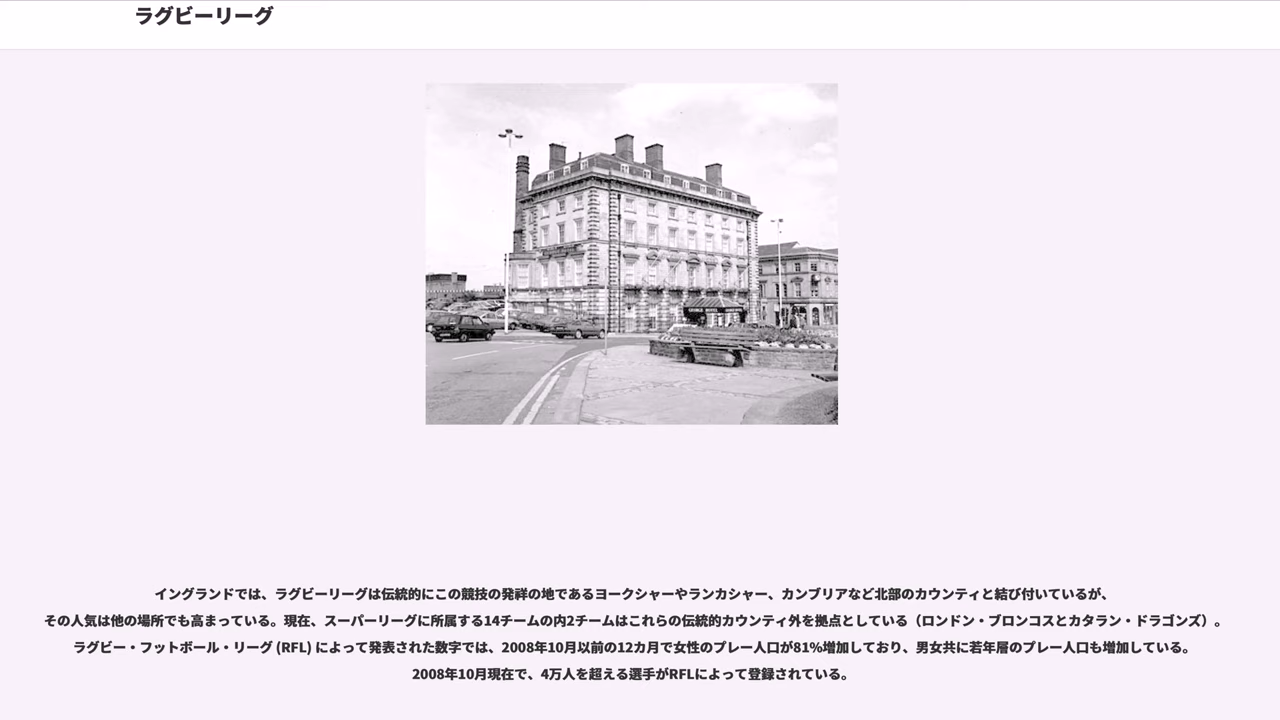 ラグビーリーグ
GEORGE HOTEL
イングランドでは、ラグビーリーグは伝統的にこの競技の発祥の地であるヨークシャーやランカシャー、カンブリアなど北部のカウンティと結び付いているが、
その人気は他の場所でも高まっている。現在、スーパーリーグに所属する14チームの内2チームはこれらの伝統的カウンティ外を拠点としている（ロンドン・ブロンコスとカタラン・ドラゴンズ）。
ラグビー・フットボール・リーグ (RFL) によって発表された数字では、2008年10月以前の12カ月で女性のプレー人口が81%増加しており、男女共に若年層のプレー人口も増加している。
2008年10月現在で、4万人を超える選手がRFLによって登録されている。